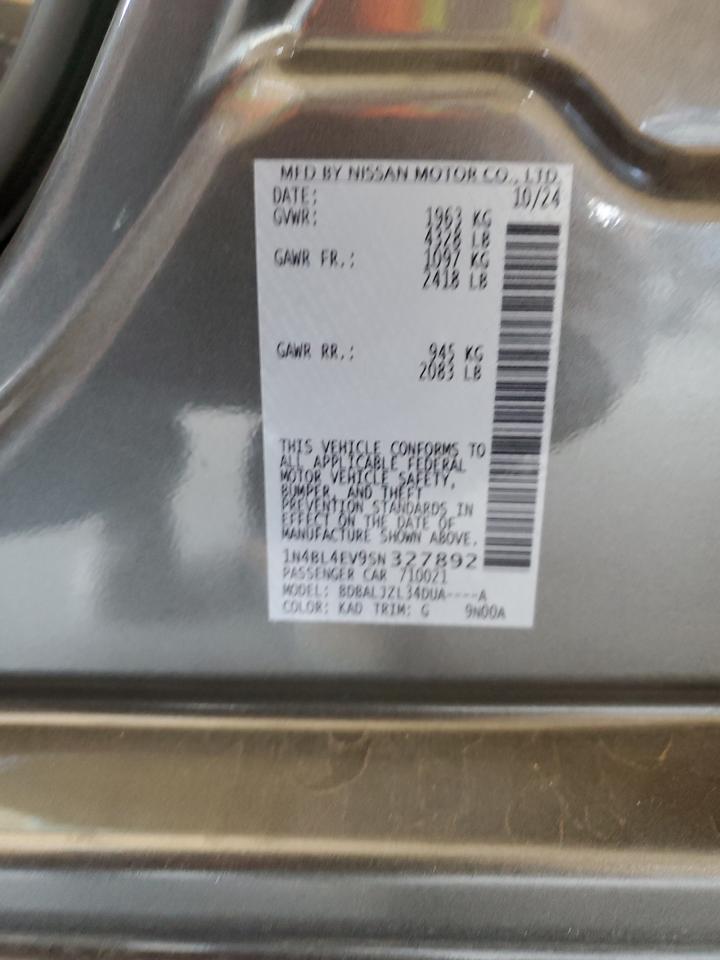 MFD BY NISSAN MOTOR CO., LTD.
DATE: 10/24
GVWR: 1963 KG
4328 LB
GAWR FR.: 1097 KG
2418 LB
GAWR RR.: 945 KG
2083 LB
THIS VEHICLE CONFORMS TO
ALL APPLICABLE FEDERAL
MOTOR VEHICLE SAFETY,
BUMPER, AND THEFT
PREVENTION STANDARDS IN
EFFECT ON THE DATE OF
MANUFACTURE SHOWN ABOVE.
1N4BL4EV9SN327892
PASSENGER CAR 710021
MODEL: BDBALJZL34DUA----A
COLOR: KAD TRIM: G 9N00A